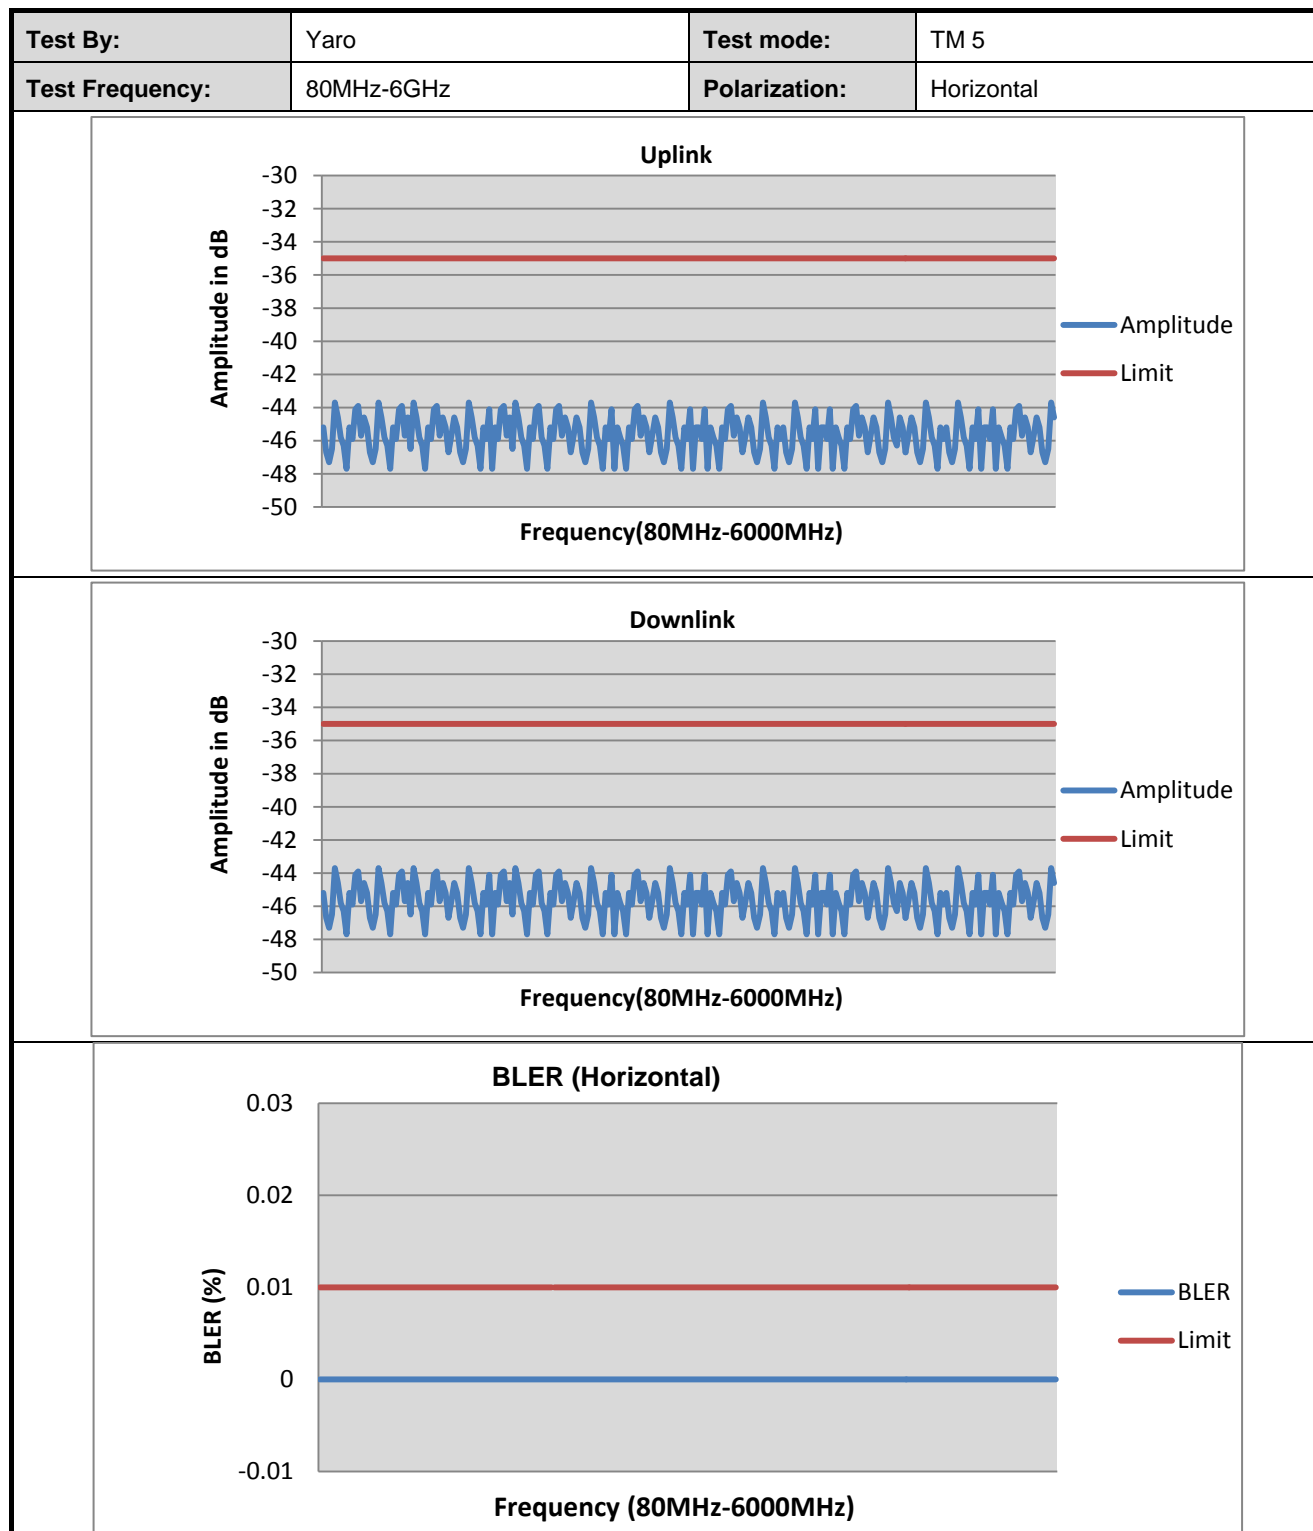 Test By: Yaro Test mode: TM 5
Test Frequency: 80MHz-6GHz Polarization: Horizontal
Uplink
Amplitude in dB
-30
-32
-34
-36
-38
-40
-42
-44
-46
-48
-50
Amplitude
Limit
Frequency(80MHz-6000MHz)
Downlink
Amplitude in dB
-30
-32
-34
-36
-38
-40
-42
-44
-46
-48
-50
Amplitude
Limit
Frequency(80MHz-6000MHz)
BLER (Horizontal)
BLER (%)
0.03
0.02
0.01
0
-0.01
BLER
Limit
Frequency (80MHz-6000MHz)